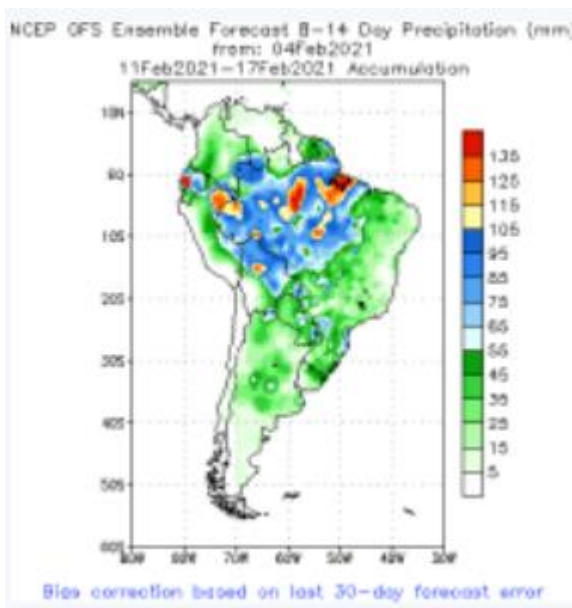 NCEP GFS Ensemble Forecast 8-14 Day Precipitation (mm)
from: 04Feb2021
11Feb2021-17Feb2021 Accumulation
10N
EQ
10S
20S
30S
40S
50S
60S
90W 80W 70W 60W 50W 40W 30W
135
125
115
105
95
85
75
65
55
45
35
25
15
5
Bias correction based on last 30-day forecast error